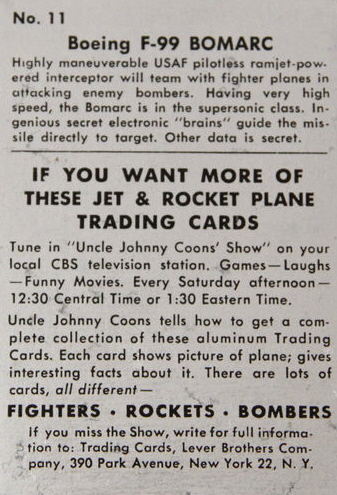 No. 11
Boeing F-99 BOMARC
Highly maneuverable USAF pilotless ramjet-pow-
ered interceptor will team with fighter planes in
attacking enemy bombers. Having very high
speed, the Bomarc is in the supersonic class. In-
genious secret electronic "brains" guide the mis-
sile directly to target. Other data is secret.
IF YOU WANT MORE OF
THESE JET & ROCKET PLANE
TRADING CARDS
Tune in "Uncle Johnny Coons' Show" on your
local CBS television station. Games—Laughs
—Funny Movies. Every Saturday afternoon—
12:30 Central Time or 1:30 Eastern Time.
Uncle Johnny Coons tells how to get a com-
plete collection of these aluminum Trading
Cards. Each card shows picture of plane; gives
interesting facts about it. There are lots of
cards, all different—
FIGHTERS • ROCKETS • BOMBERS
If you miss the Show, write for full informa-
tion to: Trading Cards, Lever Brothers Com-
pany, 390 Park Avenue, New York 22, N. Y.